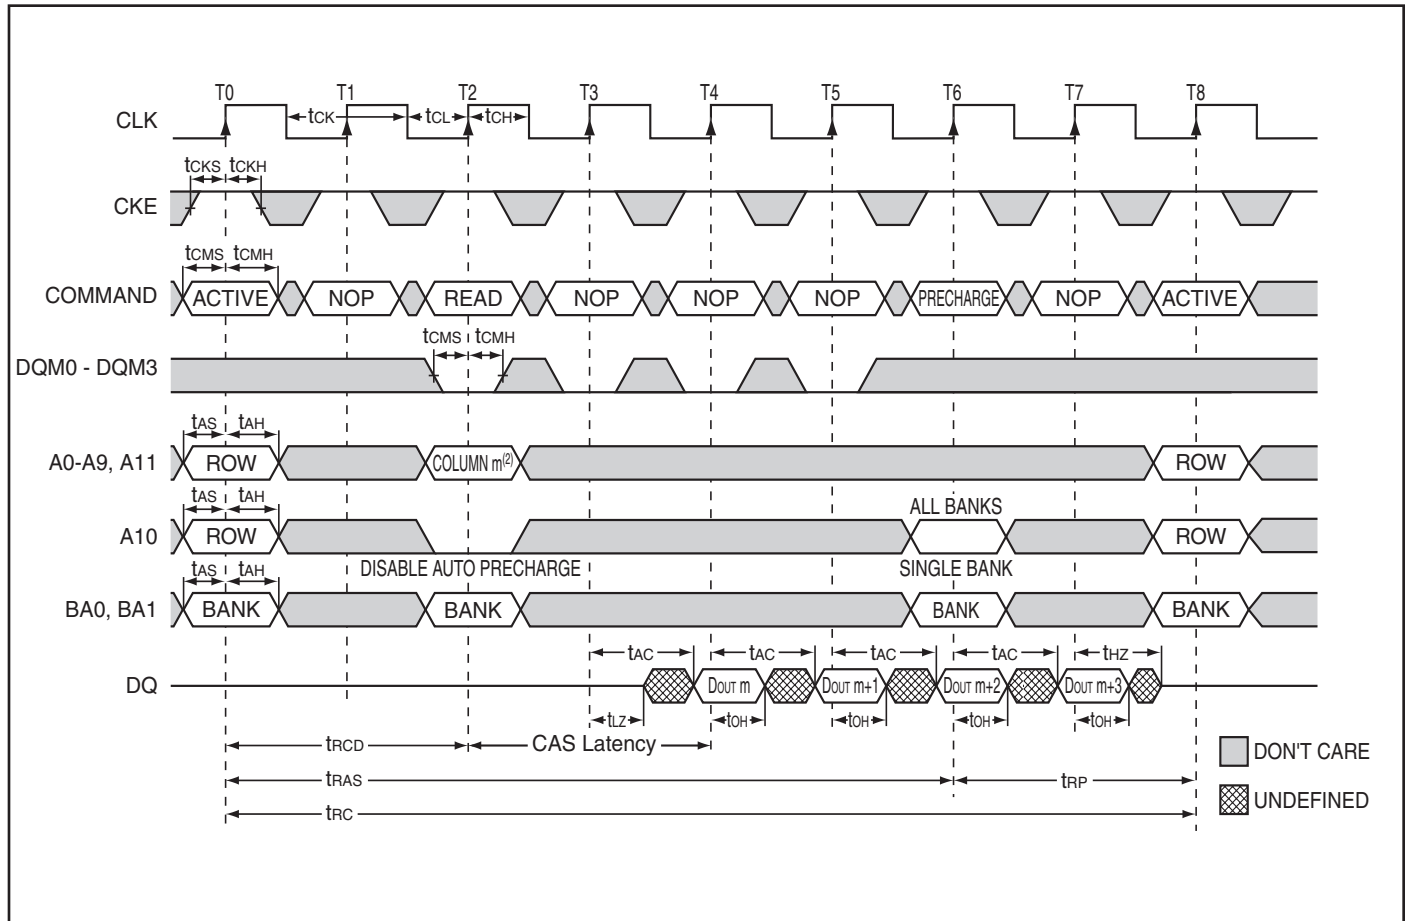 T0 T1 T2 T3 T4 T5 T6 T7 T8
CLK tCK tCL tCH
tCKS tCKH
CKE
tCMS tCMH
COMMAND ACTIVE NOP READ NOP NOP NOP PRECHARGE NOP ACTIVE
tCMS tCMH
DQM0 - DQM3
tAS tAH
A0-A9, A11 ROW COLUMN m(2) ROW
tAS tAH ALL BANKS
A10 ROW ROW
DISABLE AUTO PRECHARGE SINGLE BANK
tAS tAH
BA0, BA1 BANK BANK BANK BANK
tAC tAC tAC tAC tHZ
DQ DOUT m DOUT m+1 DOUT m+2 DOUT m+3
tLZ tOH tOH tOH tOH
tRCD CAS Latency
DON'T CARE
tRAS tRP
UNDEFINED
tRC